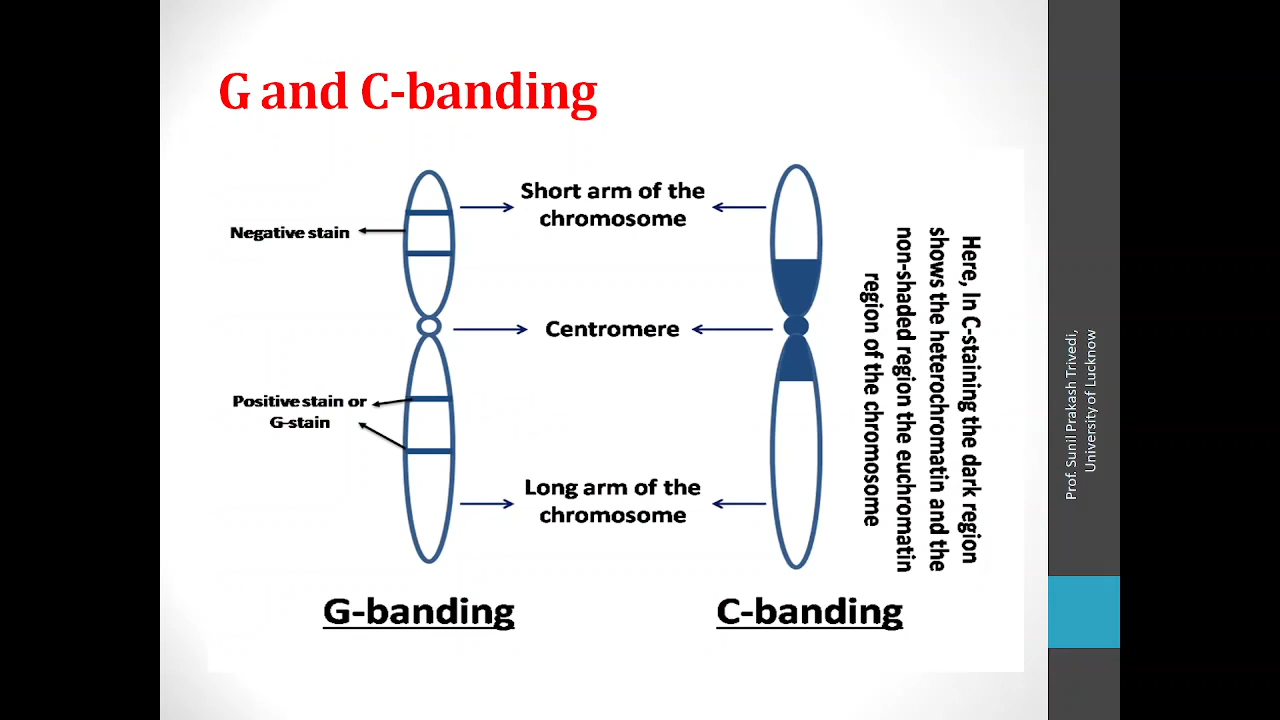 G and C-banding
Short arm of the
chromosome
Negative stain
Centromere
Positive stain or
G-stain
Long arm of the
chromosome
G-banding
C-banding
Here, In C-staining the dark region
shows the heterochromatin and the
non-shaded region the euchromatin
region of the chromosome
Prof. Sunil Prakash Trivedi,
University of Lucknow